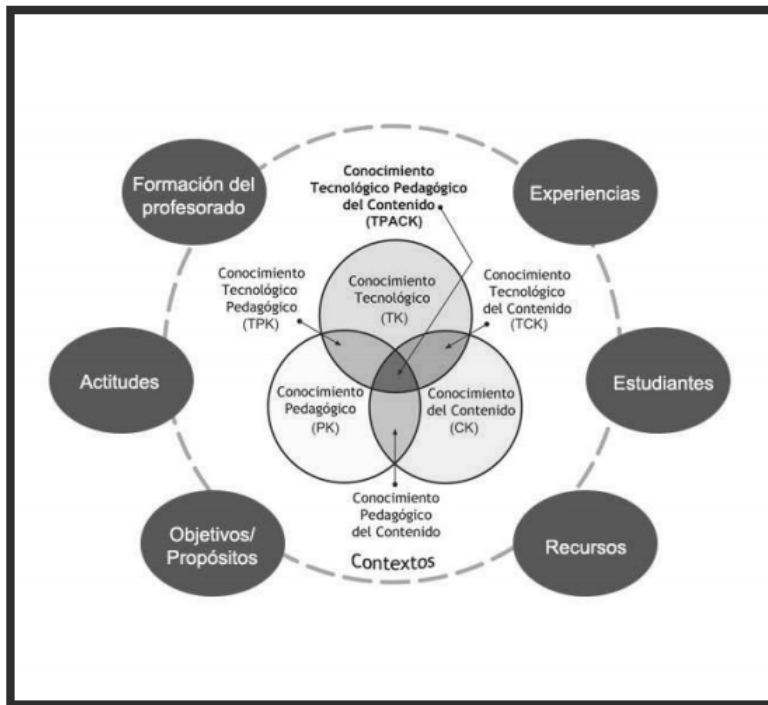 Formación del
profesorado
Conocimiento
Tecnológico Pedagógico
del Contenido
(TPACK)
Experiencias
Conocimiento
Tecnológico
Pedagógico
(TPK)
Conocimiento
Tecnológico
(TK)
Conocimiento
Tecnológico
del Contenido
(TCK)
Actitudes
Conocimiento
Pedagógico
(PK)
Conocimiento
del Contenido
(CK)
Estudiantes
Conocimiento
Pedagógico
del Contenido
Objetivos/
Propósitos
Contextos
Recursos